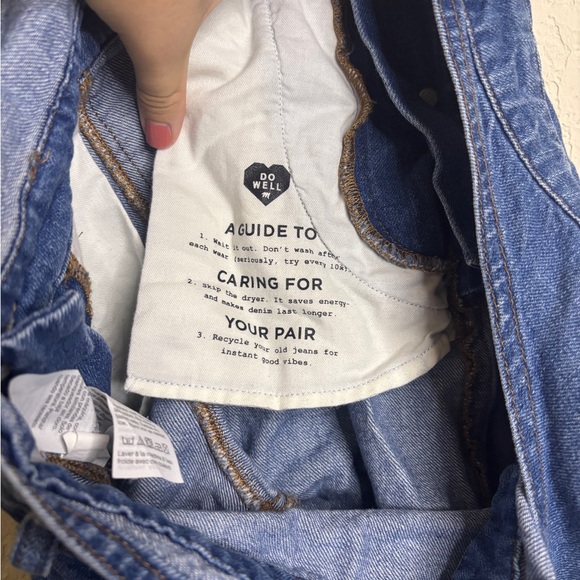 DO
WELL
A GUIDE TO
1. Wait it out. Don't wash after
each wear (seriously, try every 10x).
CARING FOR
2. Skip the dryer. It saves energy
and makes denim last longer.
YOUR PAIR
3. Recycle your old jeans for
instant good vibes.